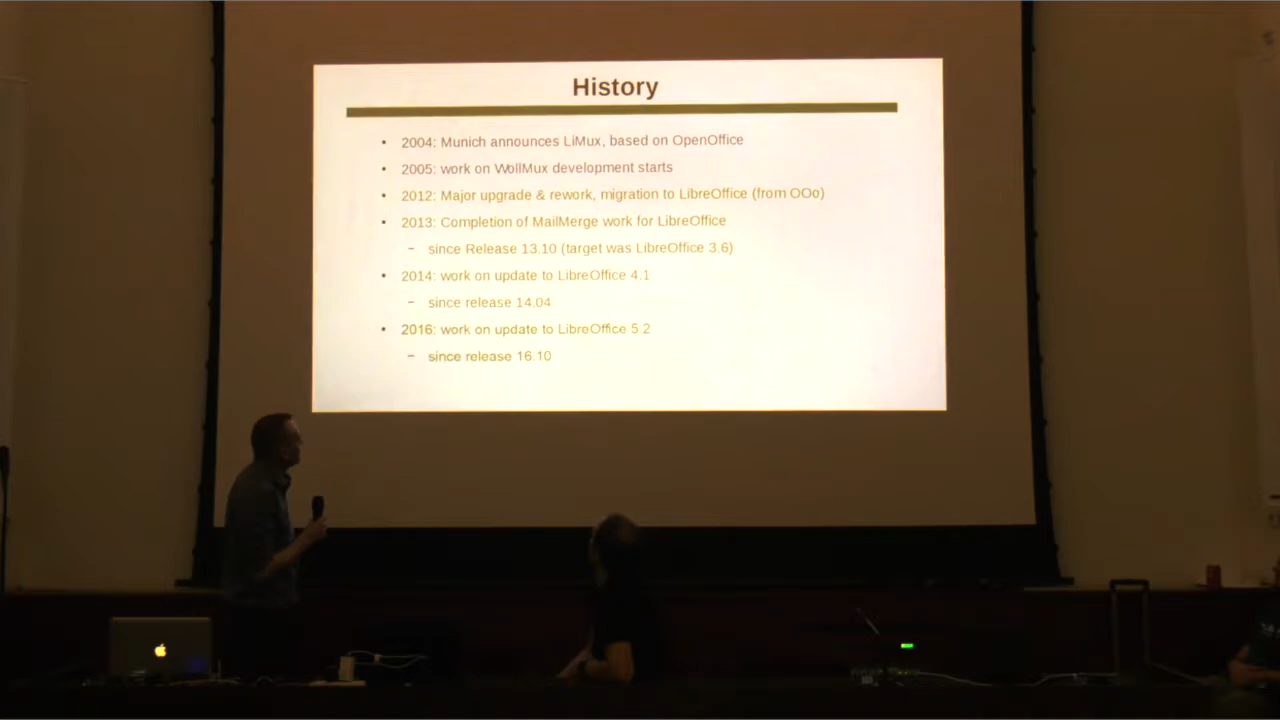 History
• 2004: Munich announces LiMux, based on OpenOffice
• 2005: work on WollMux development starts
• 2012: Major upgrade & rework, migration to LibreOffice (from OOo)
• 2013: Completion of MailMerge work for LibreOffice
– since Release 13.10 (target was LibreOffice 3.6)
• 2014: work on update to LibreOffice 4.1
– since release 14.04
• 2016: work on update to LibreOffice 5.2
– since release 16.10